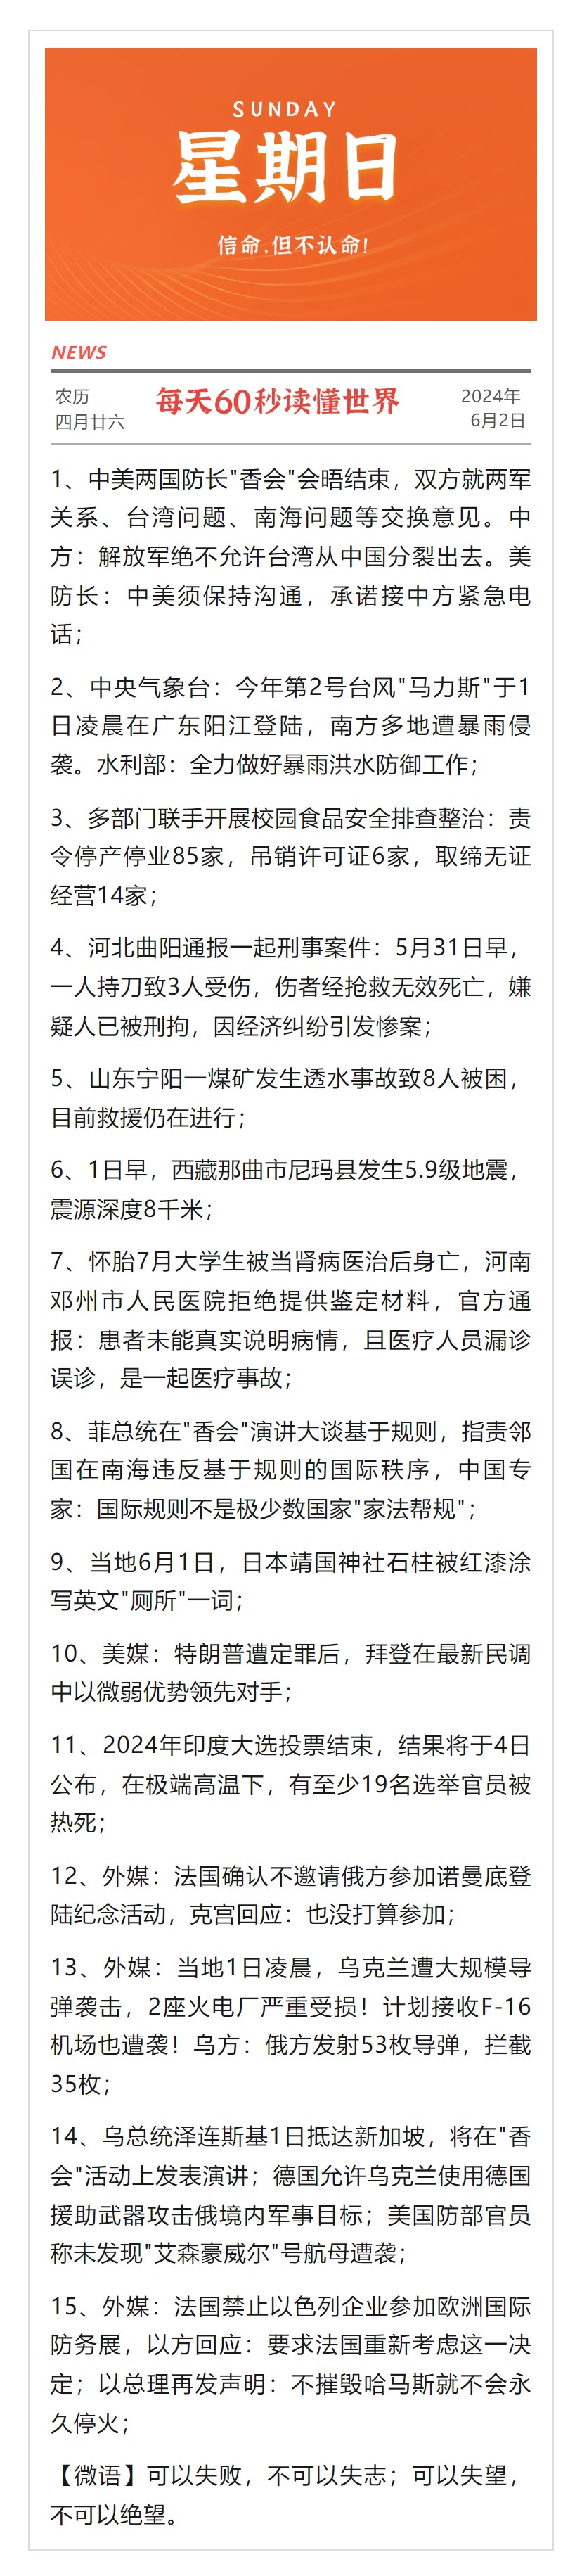 SUNDAY
星期日
信命,但不认命!
NEWS
农历
四月廿六
每天60秒读懂世界
2024年
6月2日
1、中美两国防长"香会"会晤结束，双方就两军
关系、台湾问题、南海问题等交换意见。中
方：解放军绝不允许台湾从中国分裂出去。美
防长：中美须保持沟通，承诺接中方紧急电
话；
2、中央气象台：今年第2号台风"马力斯"于1
日凌晨在广东阳江登陆，南方多地遭暴雨侵
袭。水利部：全力做好暴雨洪水防御工作；
3、多部门联手开展校园食品安全排查整治：责
令停产停业85家，吊销许可证6家，取缔无证
经营14家；
4、河北曲阳通报一起刑事案件：5月31日早，
一人持刀致3人受伤，伤者经抢救无效死亡，嫌
疑人已被刑拘，因经济纠纷引发惨案；
5、山东宁阳一煤矿发生透水事故致8人被困，
目前救援仍在进行；
6、1日早，西藏那曲市尼玛县发生5.9级地震，
震源深度8千米；
7、怀胎7月大学生被当肾病医治后身亡，河南
邓州市人民医院拒绝提供鉴定材料，官方通
报：患者未能真实说明病情，且医疗人员漏诊
误诊，是一起医疗事故；
8、菲总统在"香会"演讲大谈基于规则，指责邻
国在南海违反基于规则的国际秩序，中国专
家：国际规则不是极少数国家"家法帮规"；
9、当地6月1日，日本靖国神社石柱被红漆涂
写英文"厕所"一词；
10、美媒：特朗普遭定罪后，拜登在最新民调
中以微弱优势领先对手；
11、2024年印度大选投票结束，结果将于4日
公布，在极端高温下，有至少19名选举官员被
热死；
12、外媒：法国确认不邀请俄方参加诺曼底登
陆纪念活动，克宫回应：也没打算参加；
13、外媒：当地1日凌晨，乌克兰遭大规模导
弹袭击，2座火电厂严重受损！计划接收F-16
机场也遭袭！乌方：俄方发射53枚导弹，拦截
35枚；
14、乌总统泽连斯基1日抵达新加坡，将在"香
会"活动上发表演讲；德国允许乌克兰使用德国
援助武器攻击俄境内军事目标；美国防部官员
称未发现"艾森豪威尔"号航母遭袭；
15、外媒：法国禁止以色列企业参加欧洲国际
防务展，以方回应：要求法国重新考虑这一决
定；以总理再发声明：不摧毁哈马斯就不会永
久停火；
【微语】可以失败，不可以失志；可以失望，
不可以绝望。